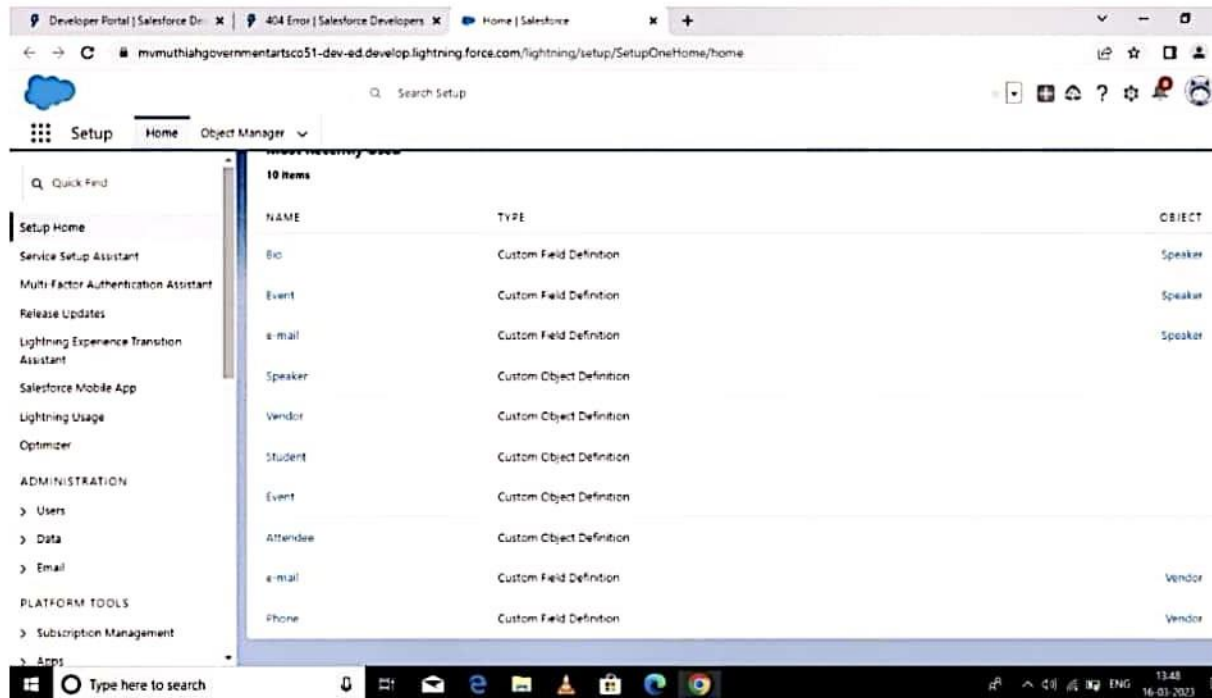 Developer Portal | Salesforce De
404 Error | Salesforce Developers
Home | Salesforce
mvmuthiahgovernmentartsco51-dev-ed.develop.lightning.force.com/lightning/setup/SetupOneHome/home
Search Setup
Setup
Home
Object Manager
Quick Find
Setup Home
Service Setup Assistant
Multi-Factor Authentication Assistant
Release Updates
Lightning Experience Transition
Assistant
Salesforce Mobile App
Lightning Usage
Optimizer
ADMINISTRATION
Users
Data
Email
PLATFORM TOOLS
Subscription Management
Apps
Most Recently Used
10 items
NAME TYPE OBJECT
Bio Custom Field Definition Speaker
Event Custom Field Definition Speaker
e-mail Custom Field Definition Speaker
Speaker Custom Object Definition
Vendor Custom Object Definition
Student Custom Object Definition
Event Custom Object Definition
Attendee Custom Object Definition
e-mail Custom Field Definition Vendor
Phone Custom Field Definition Vendor
Type here to search
ENG
13:48
16-03-2023